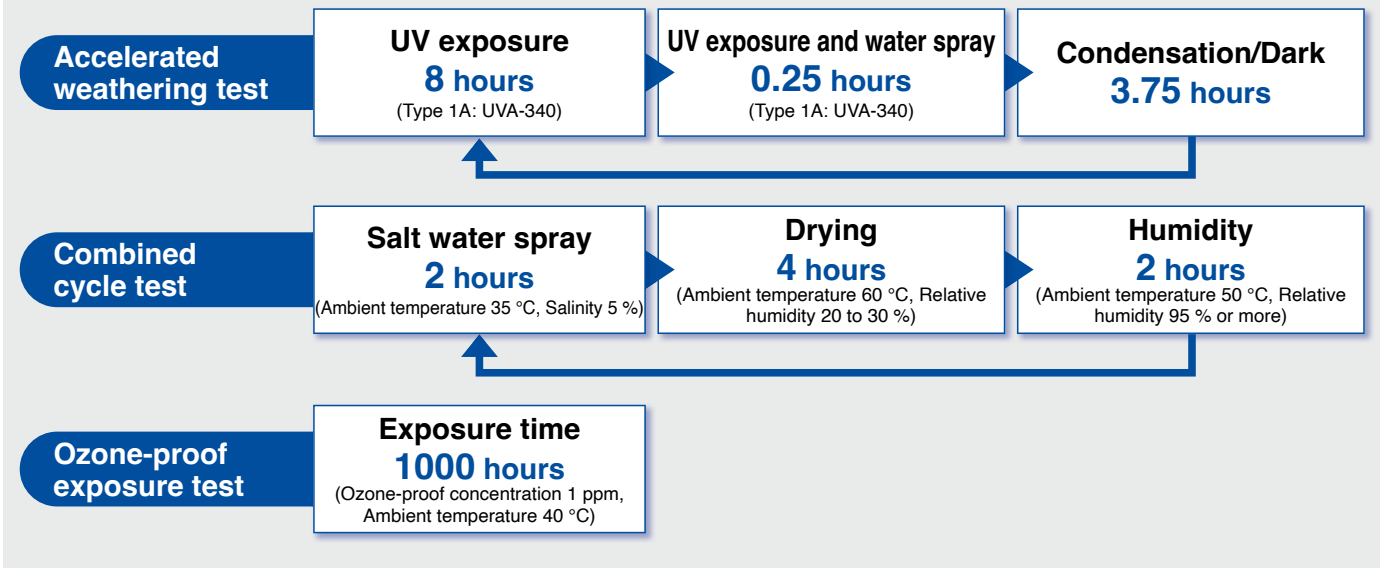 Accelerated
weathering test
UV exposure
8 hours
(Type 1A: UVA-340)
UV exposure and water spray
0.25 hours
(Type 1A: UVA-340)
Condensation/Dark
3.75 hours
Combined
cycle test
Salt water spray
2 hours
(Ambient temperature 35 °C, Salinity 5 %)
Drying
4 hours
(Ambient temperature 60 °C, Relative
humidity 20 to 30 %)
Humidity
2 hours
(Ambient temperature 50 °C, Relative
humidity 95 % or more)
Ozone-proof
exposure test
Exposure time
1000 hours
(Ozone-proof concentration 1 ppm,
Ambient temperature 40 °C)